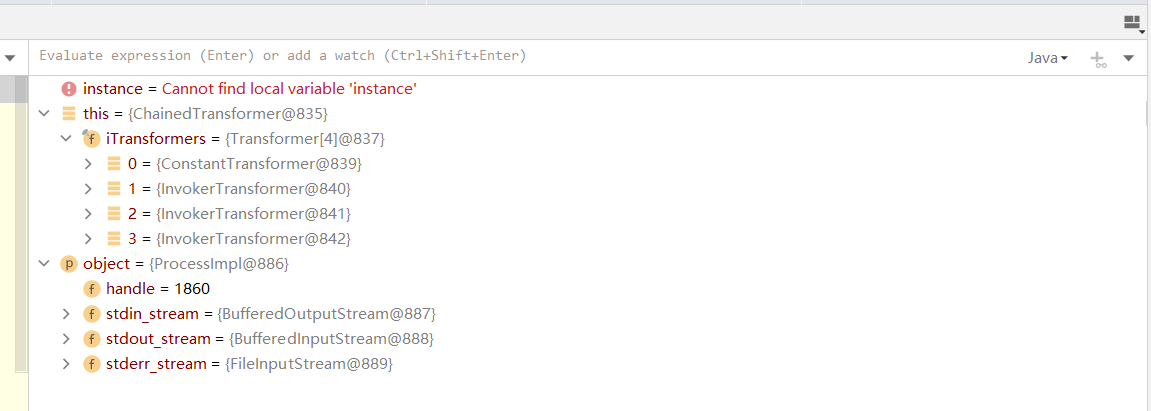 Evaluate expression (Enter) or add a watch (Ctrl+Shift+Enter)
Java
instance = Cannot find local variable 'instance'
this = {ChainedTransformer@835}
f iTransformers = {Transformer[4]@837}
0 = {ConstantTransformer@839}
1 = {InvokerTransformer@840}
2 = {InvokerTransformer@841}
3 = {InvokerTransformer@842}
p object = {ProcessImpl@886}
f handle = 1860
f stdin_stream = {BufferedOutputStream@887}
f stdout_stream = {BufferedInputStream@888}
f stderr_stream = {FileInputStream@889}